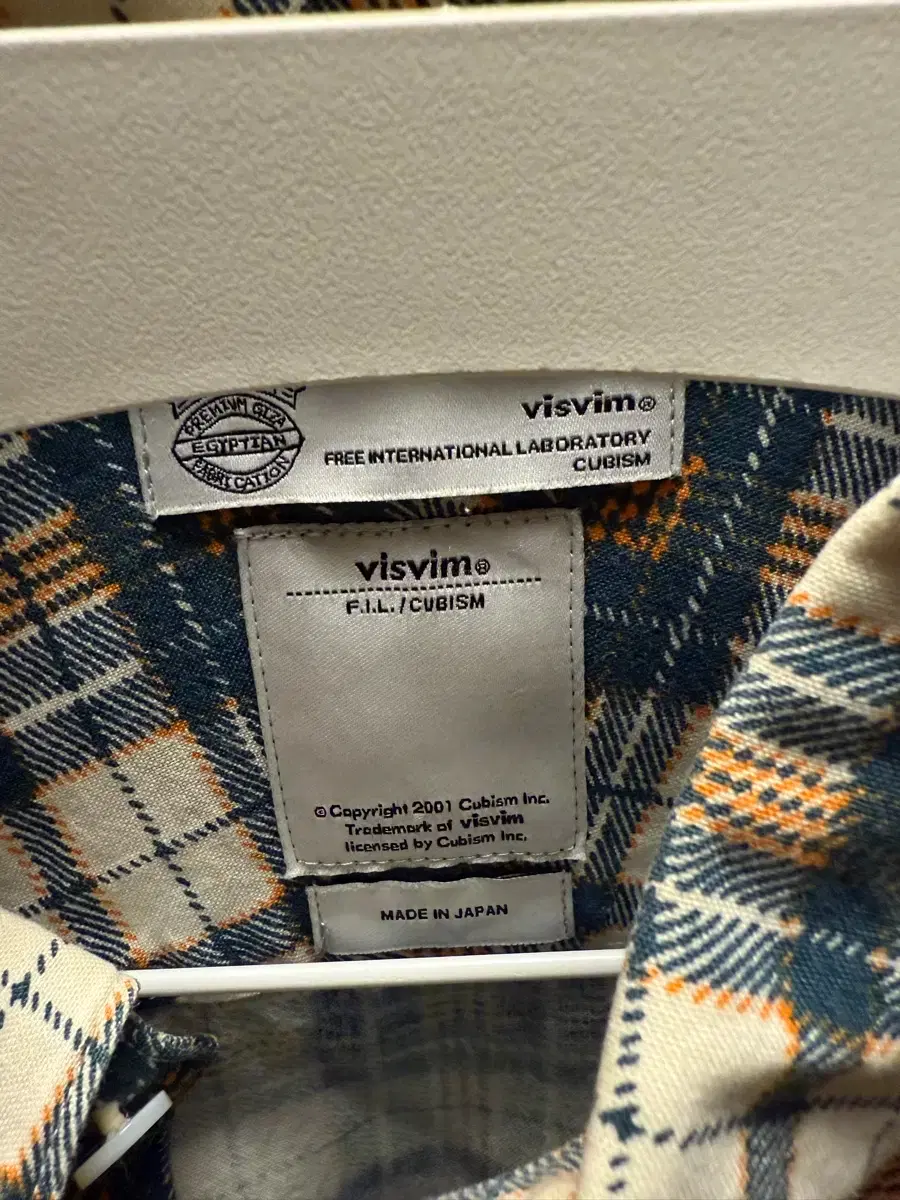 PREMIUM GIZA
EGYPTIAN
FABRICATION
visvim®
FREE INTERNATIONAL LABORATORY
CUBISM
visvim®
F.I.L./CUBISM
© Copyright 2001 Cubism Inc.
Trademark of visvim
licensed by Cubism Inc.
MADE IN JAPAN